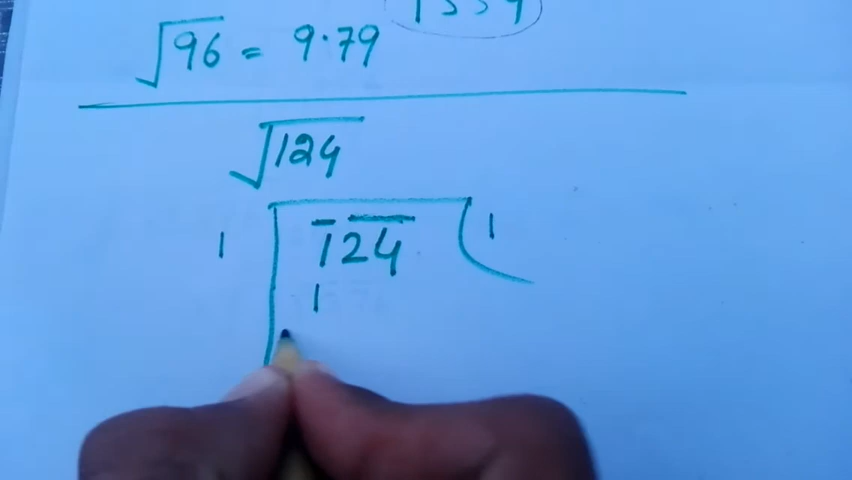 √96 = 9.79
√124
1 124 1
1